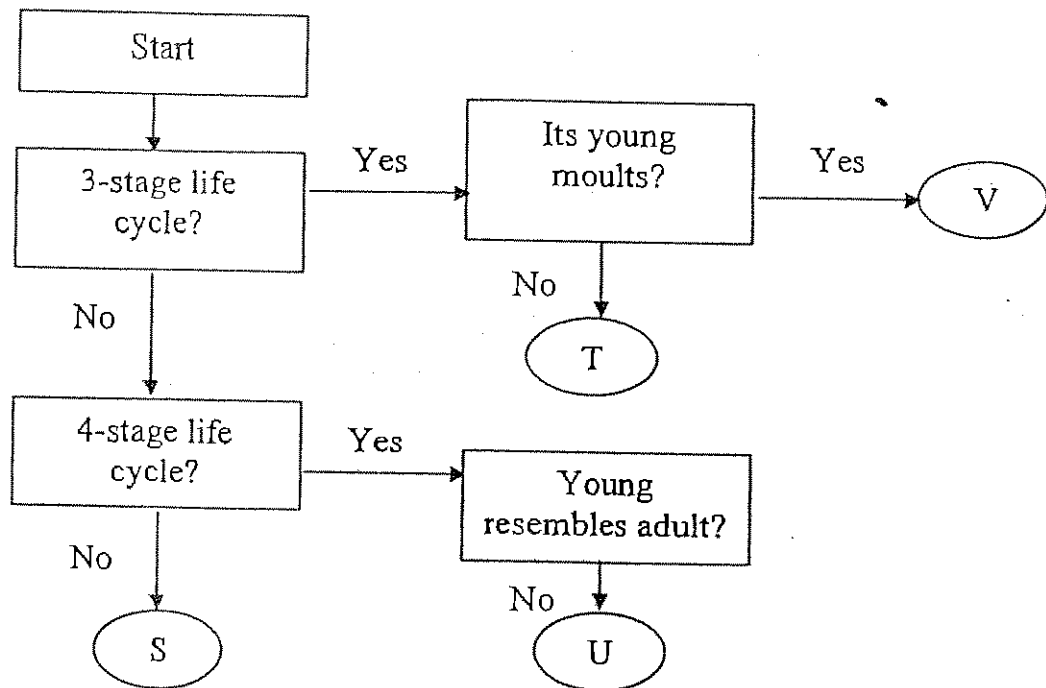 Start
3-stage life
cycle?
Yes
Its young
moults?
Yes
V
No
No
T
4-stage life
cycle?
Yes
Young
resembles adult?
No
No
S
U